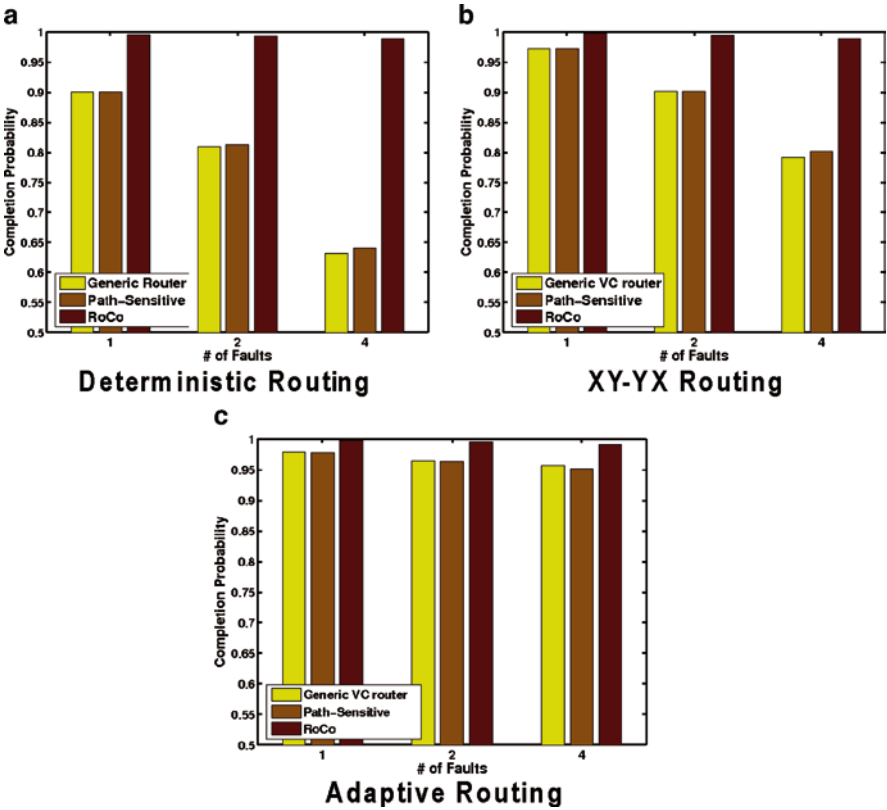 a
Completion Probability
1
0.95
0.9
0.85
0.8
0.75
0.7
0.65
0.6
0.55
0.5
Generic Router
Path-Sensitive
RoCo
1 2 4
# of Faults
Deterministic Routing
b
Completion Probability
1
0.95
0.9
0.85
0.8
0.75
0.7
0.65
0.6
0.55
0.5
Generic VC router
Path-Sensitive
RoCo
1 2 4
# of Faults
XY-YX Routing
c
Completion Probability
1
0.95
0.9
0.85
0.8
0.75
0.7
0.65
0.6
0.55
0.5
Generic VC router
Path-Sensitive
RoCo
1 2 4
# of Faults
Adaptive Routing